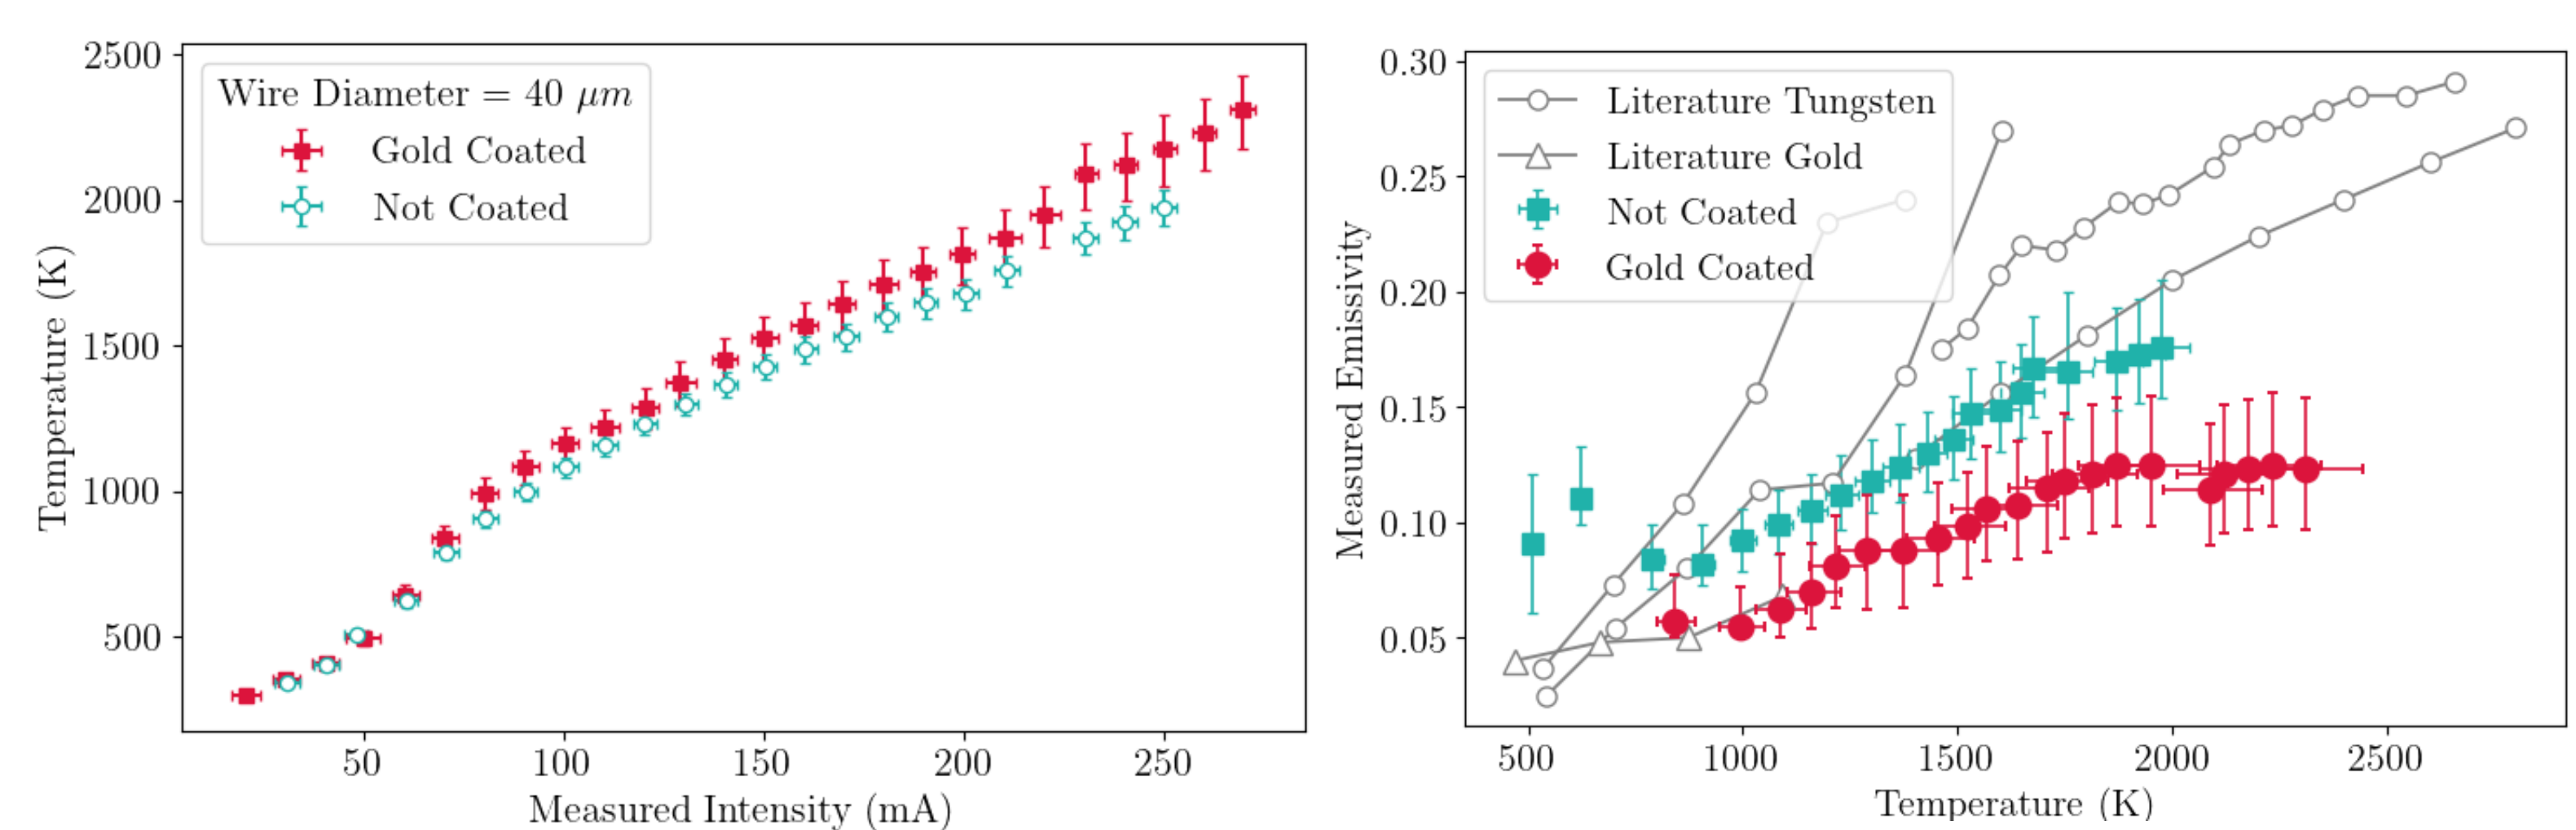 2500
2000
1500
1000
500
Temperature (K)
Wire Diameter = 40 μm
Gold Coated
Not Coated
50 100 150 200 250
Measured Intensity (mA)
0.30
0.25
0.20
0.15
0.10
0.05
Measured Emissivity
Literature Tungsten
Literature Gold
Not Coated
Gold Coated
500 1000 1500 2000 2500
Temperature (K)